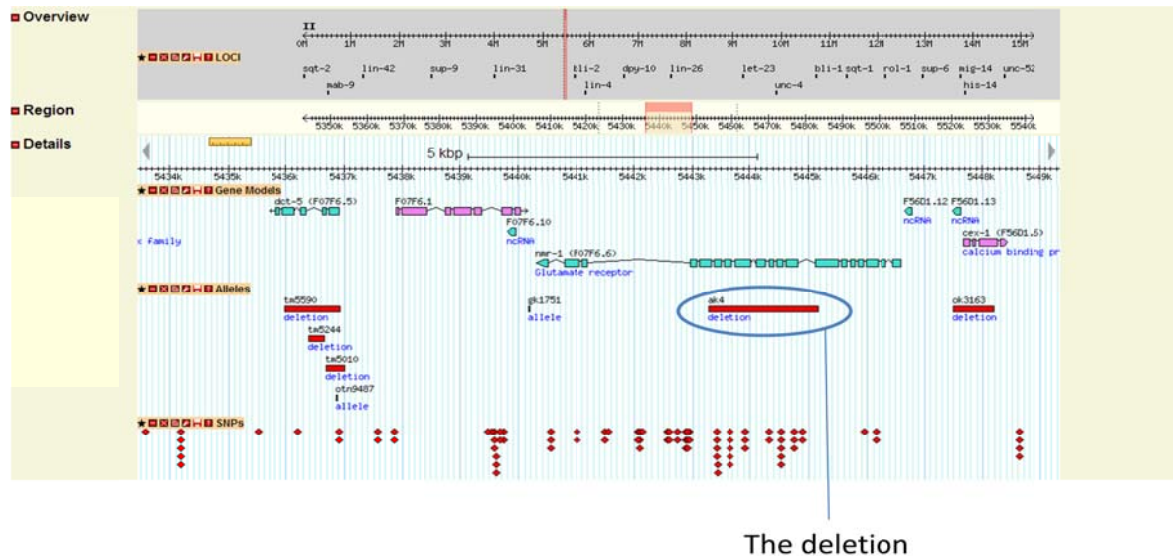 Overview
II
0M 1M 2M 3M 4M 5M 6M 7M 8M 9M 10M 11M 12M 13M 14M 15M
LOCI
sqt-2 lin-42 sup-9 lin-31 dpy-10 lin-26 let-23 bli-1 sqt-1 rol-1 sup-6 mig-14 unc-52
mab-9 lin-4 unc-4 his-14
Region
5350k 5360k 5370k 5380k 5390k 5400k 5410k 5420k 5430k 5440k 5450k 5460k 5470k 5480k 5490k 5500k 5510k 5520k 5530k 5540k
Details
5 kbp
5434k 5435k 5436k 5437k 5438k 5439k 5440k 5441k 5442k 5443k 5444k 5445k 5446k 5447k 5448k 5449k
Gene Models
dct-5 (F07F6.5) F07F6.1 F56D1.12 F56D1.13
F07F6.10 ncRNA ncRNA
family ncRNA cex-1 (F56D1.5)
nmr-1 (F07F6.6) calcium binding pr
Glutamate receptor
Alleles
tm5590 gk1751 ak4 ok3163
deletion allele deletion deletion
tm5244
deletion
tm5010
deletion
otn9487
allele
SNPs
The deletion